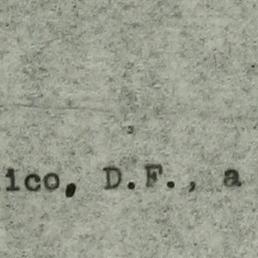 ico, D.F., a